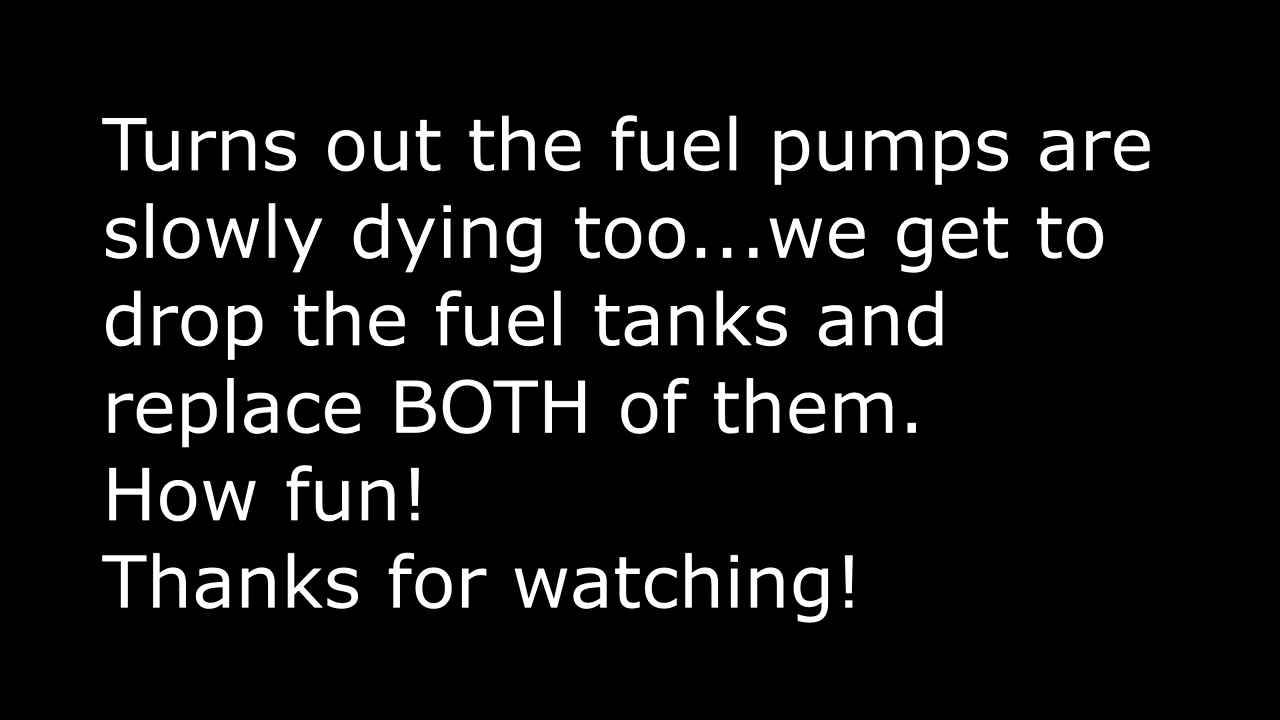 Turns out the fuel pumps are
slowly dying too...we get to
drop the fuel tanks and
replace BOTH of them.
How fun!
Thanks for watching!